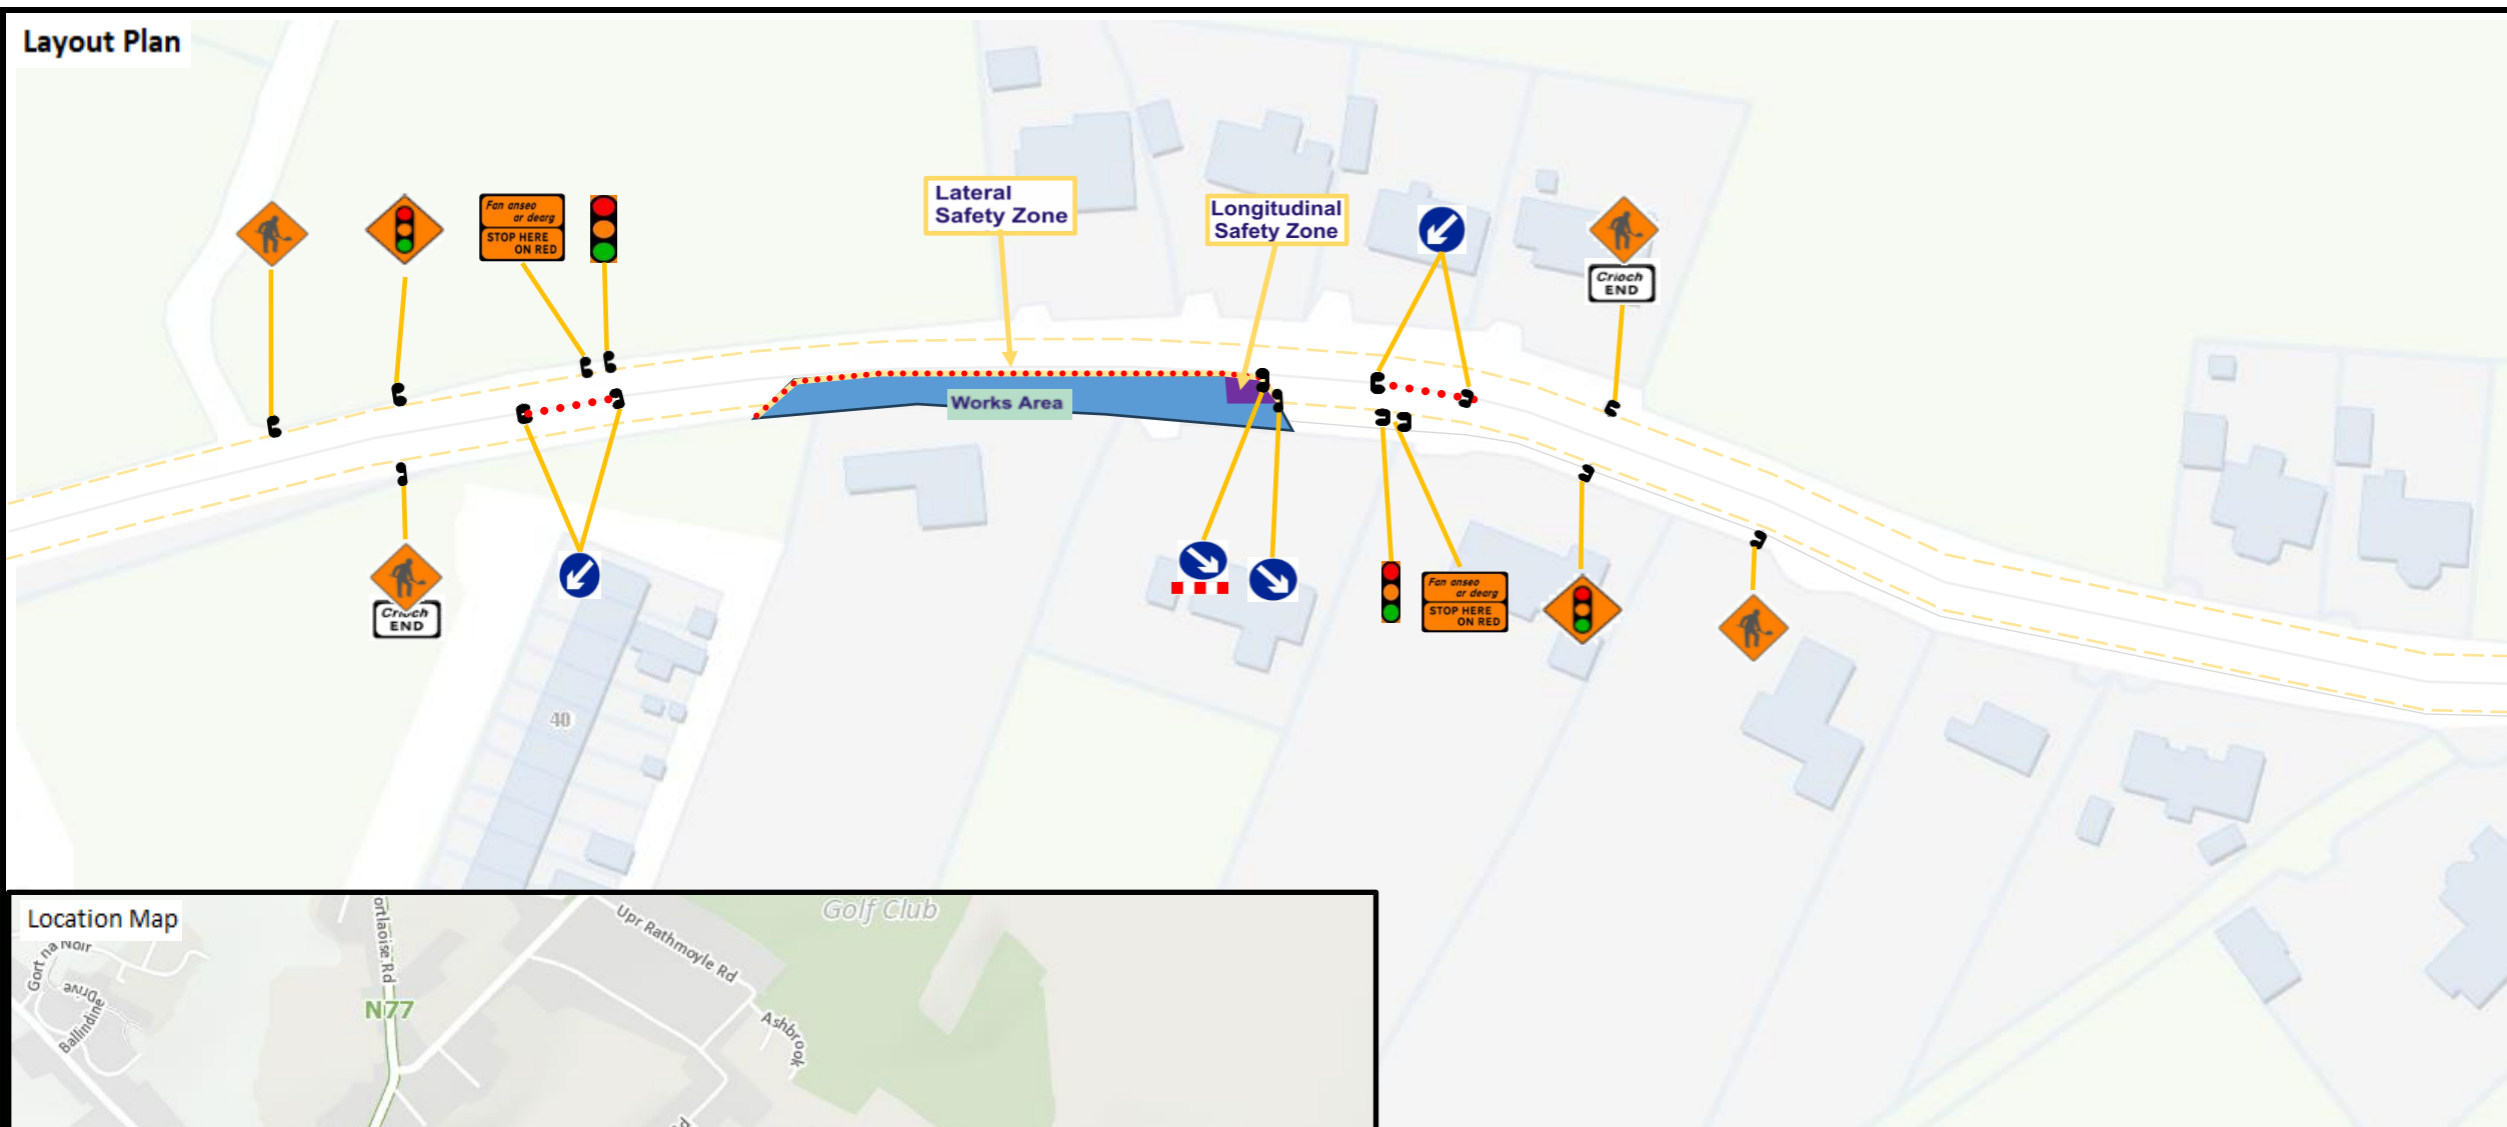 Layout Plan
Fan anseo
ar dearg
STOP HERE
ON RED
Lateral
Safety Zone
Longitudinal
Safety Zone
Críoch
END
Works Area
Críoch
END
Fan anseo
ar dearg
STOP HERE
ON RED
40
Location Map
Gort na Noir
Ballindine
Drive
ortlaoise Rd
N77
Upr Rathmoyle Rd
Golf Club
Ashbrook